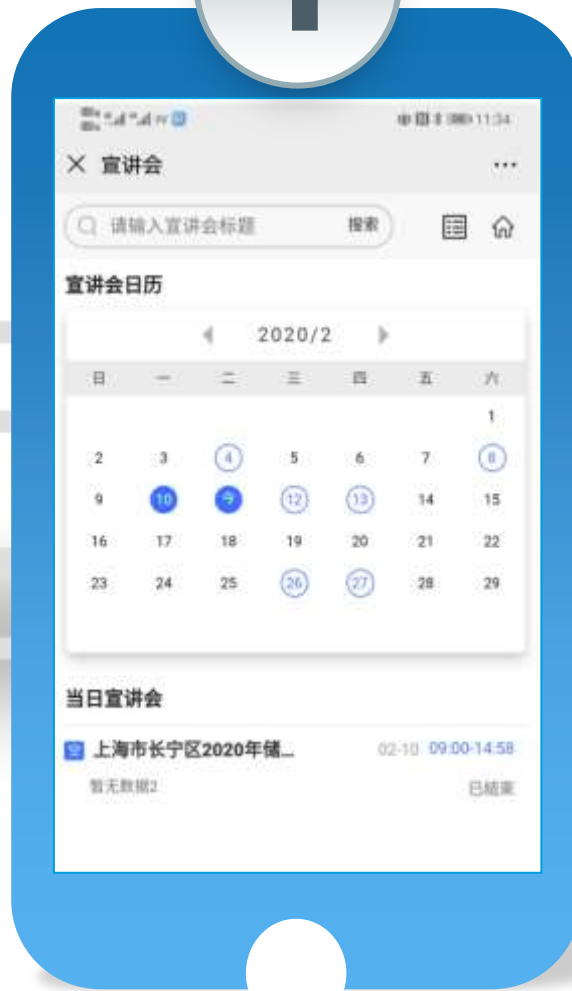 11:34
× 宣讲会 ...
请输入宣讲会标题 搜索
宣讲会日历
2020/2
日 一 二 三 四 五 六
1
2 3 4 5 6 7 8
9 10 今 12 13 14 15
16 17 18 19 20 21 22
23 24 25 26 27 28 29
当日宣讲会
上海市长宁区2020年储... 02-10 09:00-14:58
暂无数据2 已结束